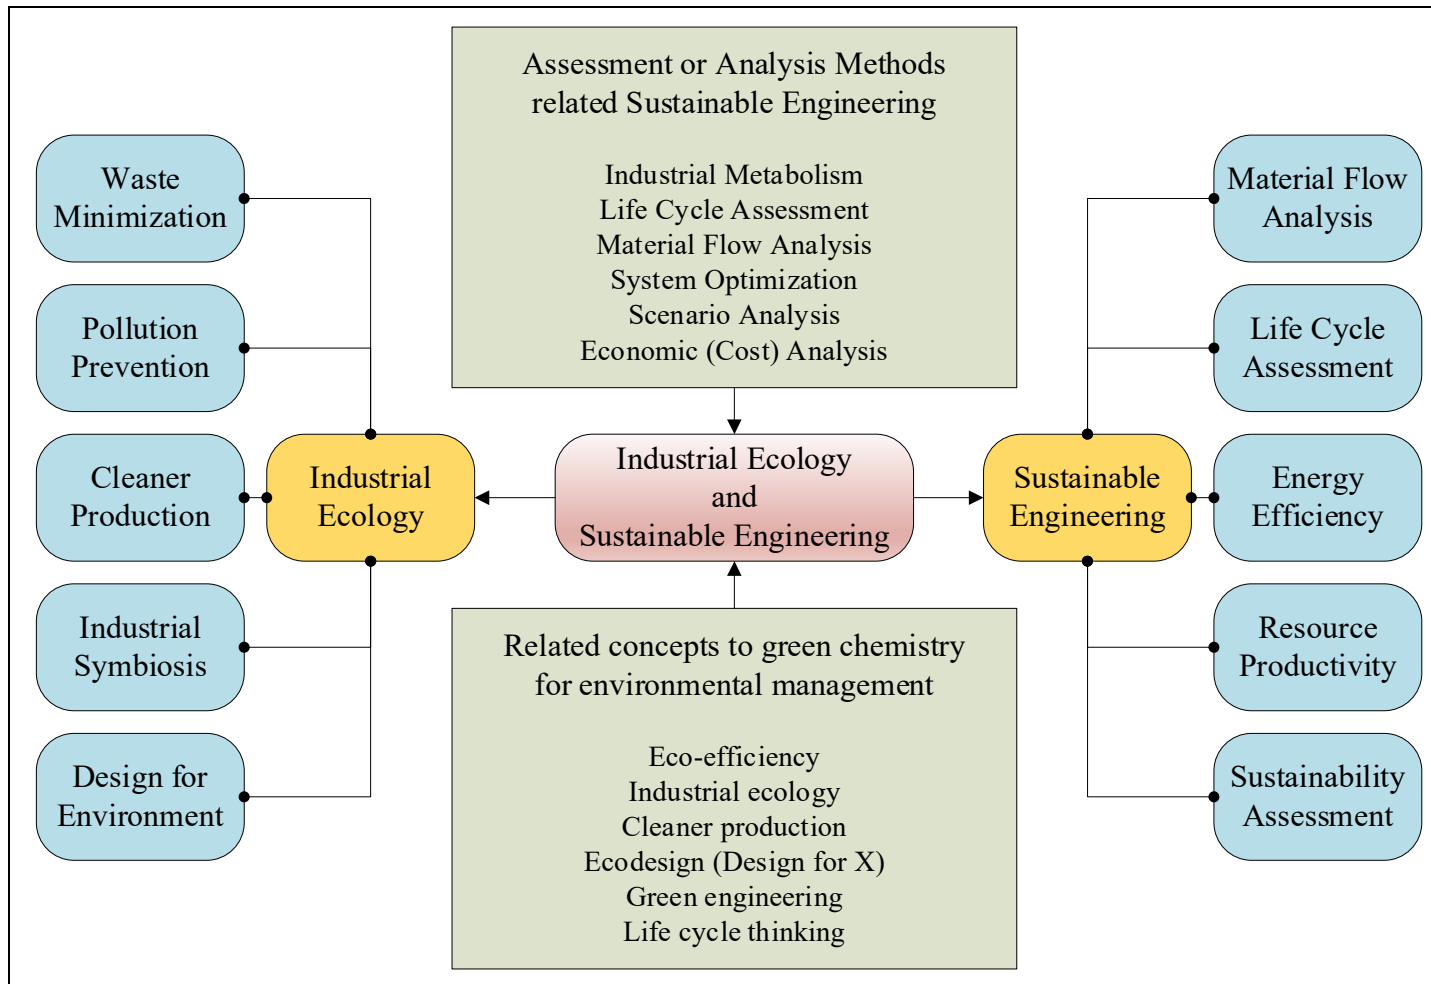 Assessment or Analysis Methods
related Sustainable Engineering
Industrial Metabolism
Life Cycle Assessment
Material Flow Analysis
System Optimization
Scenario Analysis
Economic (Cost) Analysis
Waste
Minimization
Pollution
Prevention
Cleaner
Production
Industrial
Symbiosis
Design for
Environment
Industrial
Ecology
Industrial Ecology
and
Sustainable Engineering
Sustainable
Engineering
Material Flow
Analysis
Life Cycle
Assessment
Energy
Efficiency
Resource
Productivity
Sustainability
Assessment
Related concepts to green chemistry
for environmental management
Eco-efficiency
Industrial ecology
Cleaner production
Ecodesign (Design for X)
Green engineering
Life cycle thinking